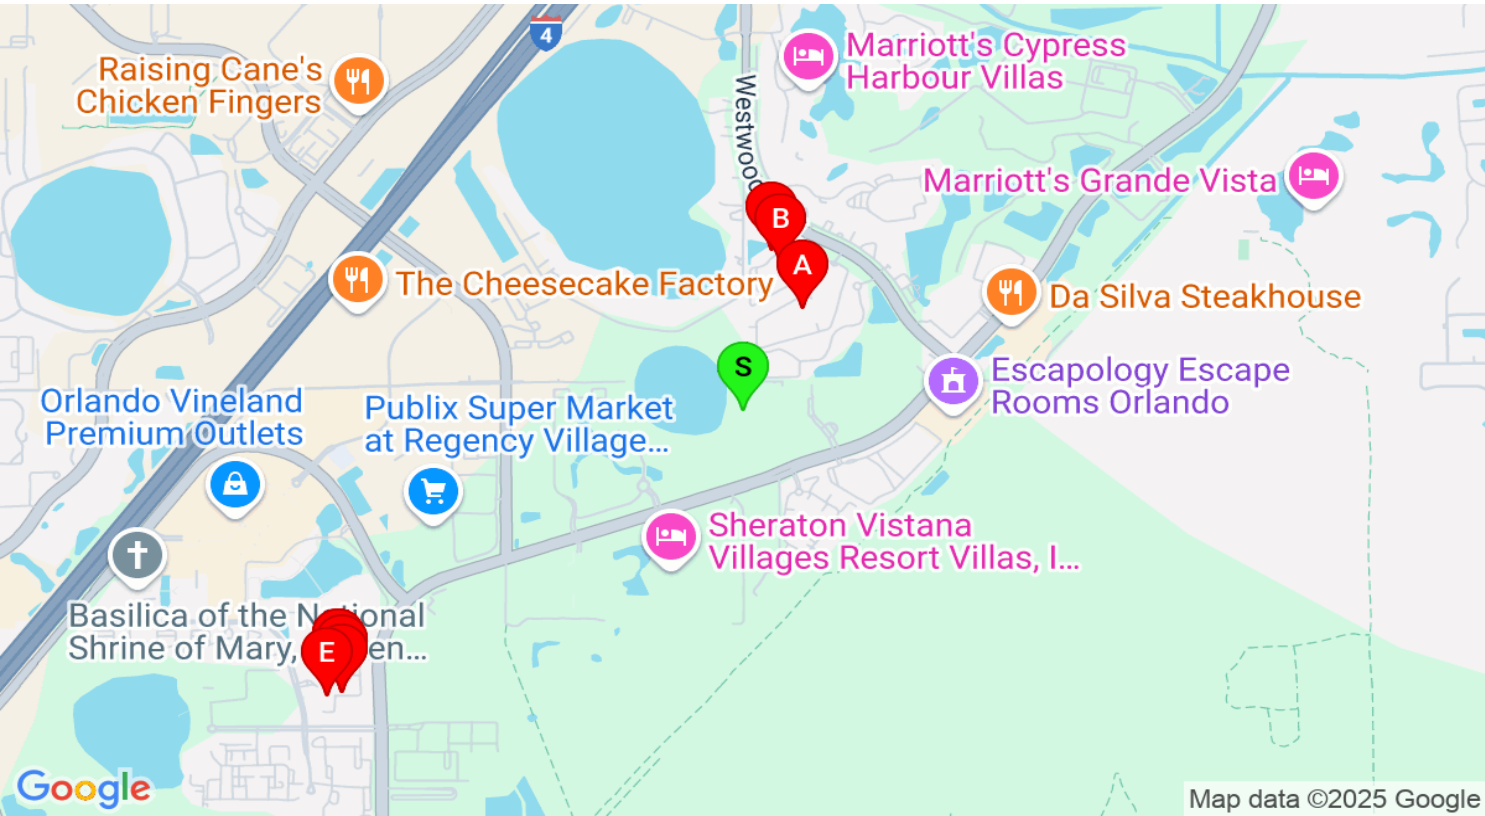 4
Marriott's Cypress
Harbour Villas
Raising Cane's
Chicken Fingers
Westwood
Marriott's Grande Vista
B
A
The Cheesecake Factory
Da Silva Steakhouse
S
Escapology Escape
Rooms Orlando
Orlando Vineland
Premium Outlets
Publix Super Market
at Regency Village...
Sheraton Vistana
Villages Resort Villas, I...
Basilica of the National
Shrine of Mary,
en...
E
Google
Map data ©2025 Google